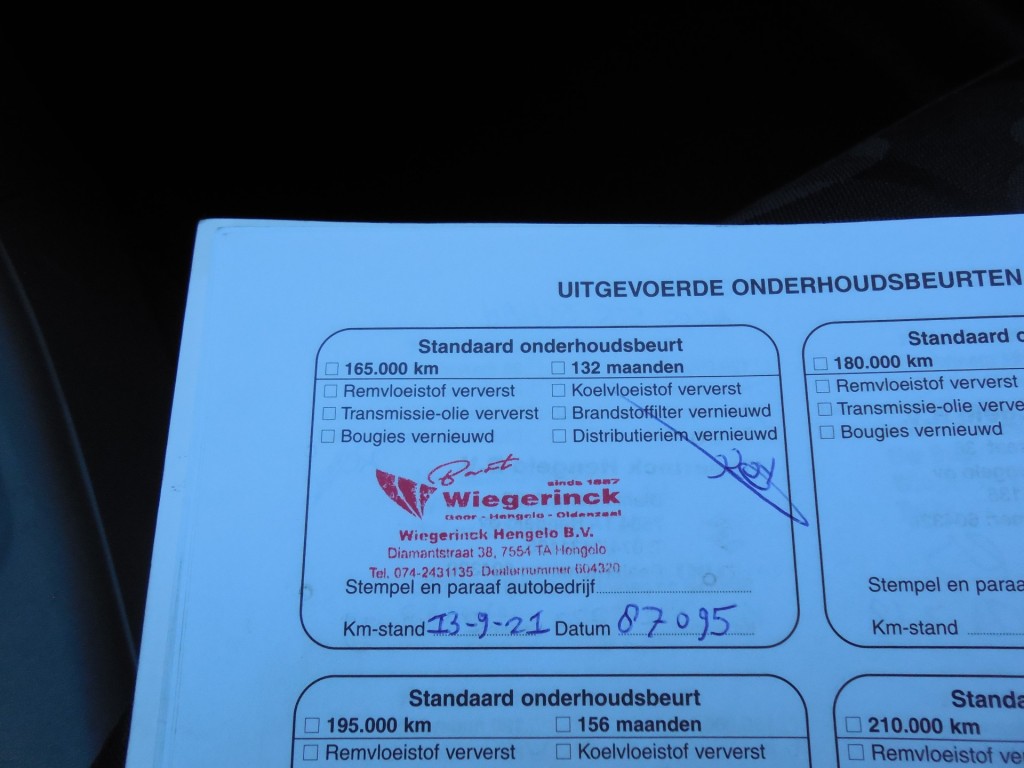 UITGEVOERDE ONDERHOUDSBEURTEN
Standaard onderhoudsbeurt
☐ 165.000 km ☐ 132 maanden
☐ Remvloeistof ververst ☐ Koelvloeistof ververst
☐ Transmissie-olie ververst ☐ Brandstoffilter vernieuwd
☐ Bougies vernieuwd ☐ Distributieriem vernieuwd
sinds 1887
Wiegerinck
Goor - Hengelo - Oldenzaal
Wiegerinck Hengelo B.V.
Diamantstraat 38, 7554 TA Hengelo
Tel. 074-2431135 Dealernummer 604320
Stempel en paraaf autobedrijf
Km-stand 13-9-21 Datum 87095
Standaard
☐ 180.000 km
☐ Remvloeistof ververst
☐ Transmissie-olie verve
☐ Bougies vernieuwd
Stempel en paraa
Km-stand
Standaard onderhoudsbeurt
☐ 195.000 km ☐ 156 maanden
☐ Remvloeistof ververst ☐ Koelvloeistof ververst
Standa
☐ 210.000 km
☐ Remvloeistof ve